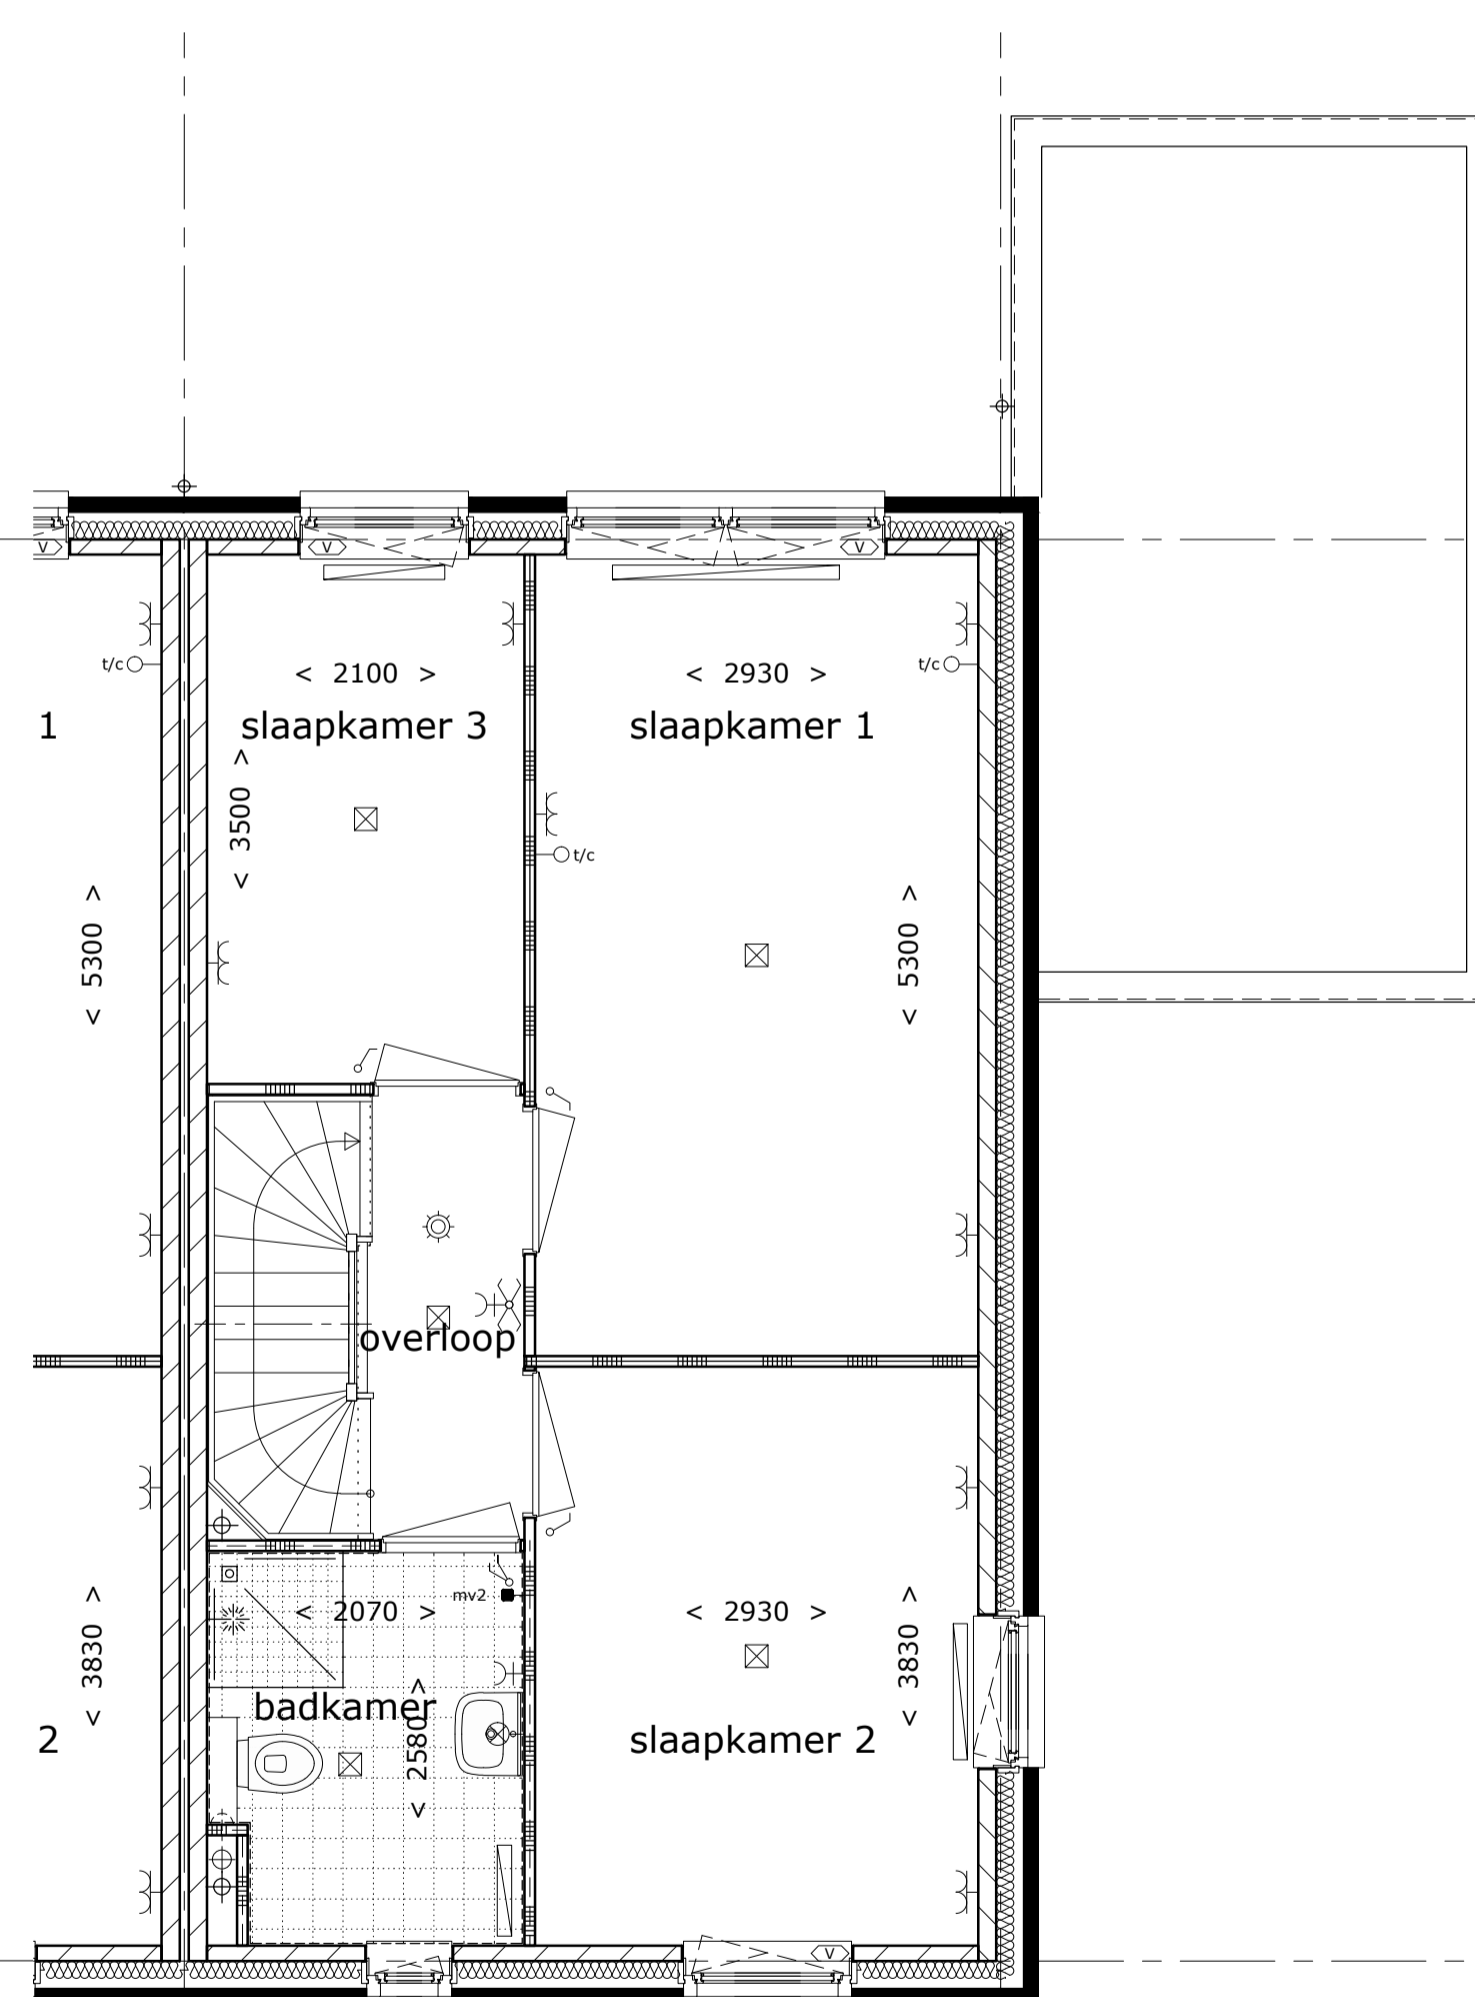 V
V
V
t/c
t/c
< 2100 >
< 2930 >
1
slaapkamer 3
slaapkamer 1
< 3500 >
t/c
< 5300 >
< 5300 >
overloop
mv2
< 2070 >
< 2930 >
< 3830 >
< 3830 >
badkamer
< 2580 >
2
slaapkamer 2
V